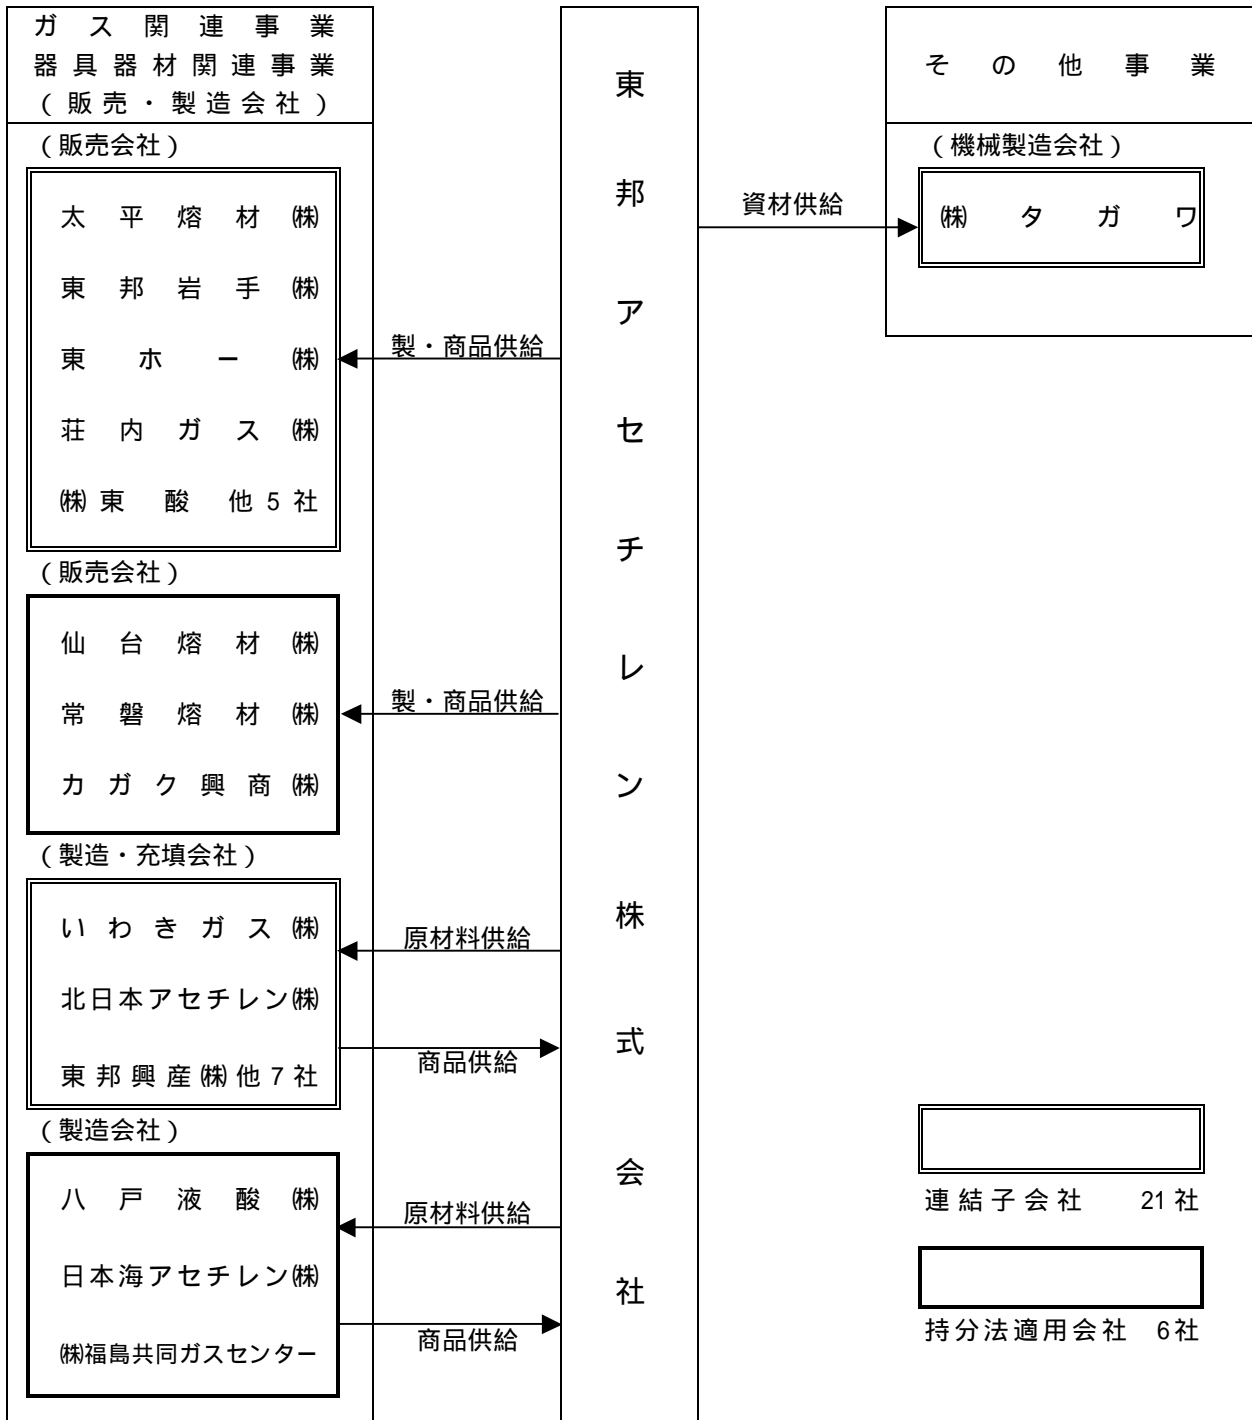 ガス関連事業
器具器材関連事業
(販売・製造会社)
(販売会社)
太平熔材㈱
東邦岩手㈱
東ホー㈱
荘内ガス㈱
㈱東酸他5社
(販売会社)
仙台熔材㈱
常磐熔材㈱
カガク興商㈱
(製造・充填会社)
いわきガス㈱
北日本アセチレン㈱
東邦興産㈱他7社
(製造会社)
八戸液酸㈱
日本海アセチレン㈱
㈱福島共同ガスセンター
製・商品供給
製・商品供給
原材料供給
商品供給
原材料供給
商品供給
東邦アセチレン株式会社
資材供給
その他事業
(機械製造会社)
㈱タガワ
連結子会社 21社
持分法適用会社 6社